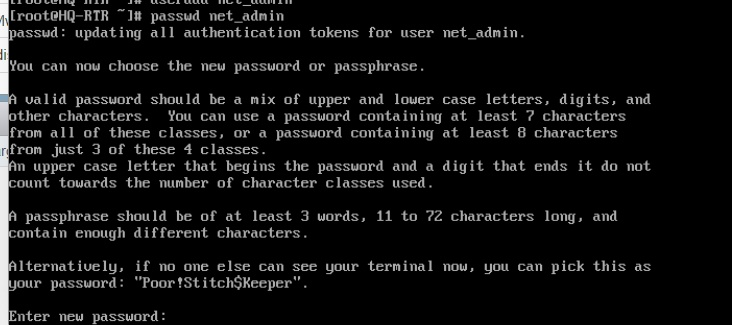 [root@HQ-RTR ~]# useradd net_admin
[root@HQ-RTR ~]# passwd net_admin
passwd: updating all authentication tokens for user net_admin.
You can now choose the new password or passphrase.
A valid password should be a mix of upper and lower case letters, digits, and
other characters.  You can use a password containing at least 7 characters
from all of these classes, or a password containing at least 8 characters
from just 3 of these 4 classes.
An upper case letter that begins the password and a digit that ends it do not
count towards the number of character classes used.
A passphrase should be of at least 3 words, 11 to 72 characters long, and
contain enough different characters.
Alternatively, if no one else can see your terminal now, you can pick this as
your password: "Poor!Stitch$Keeper".
Enter new password: